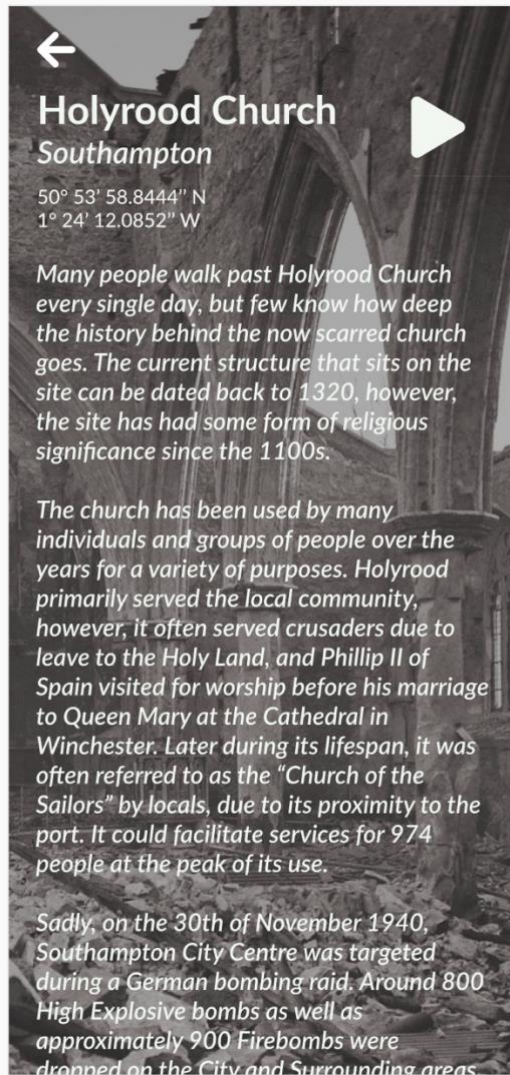 Holyrood Church
Southampton
50° 53’ 58.8444’’ N
1° 24’ 12.0852’’ W
Many people walk past Holyrood Church
every single day, but few know how deep
the history behind the now scarred church
goes. The current structure that sits on the
site can be dated back to 1320, however,
the site has had some form of religious
significance since the 1100s.
The church has been used by many
individuals and groups of people over the
years for a variety of purposes. Holyrood
primarily served the local community,
however, it often served crusaders due to
leave to the Holy Land, and Phillip II of
Spain visited for worship before his marriage
to Queen Mary at the Cathedral in
Winchester. Later during its lifespan, it was
often referred to as the “Church of the
Sailors” by locals, due to its proximity to the
port. It could facilitate services for 974
people at the peak of its use.
Sadly, on the 30th of November 1940,
Southampton City Centre was targeted
during a German bombing raid. Around 800
High Explosive bombs as well as
approximately 900 Firebombs were
dropped on the City and Surrounding areas.